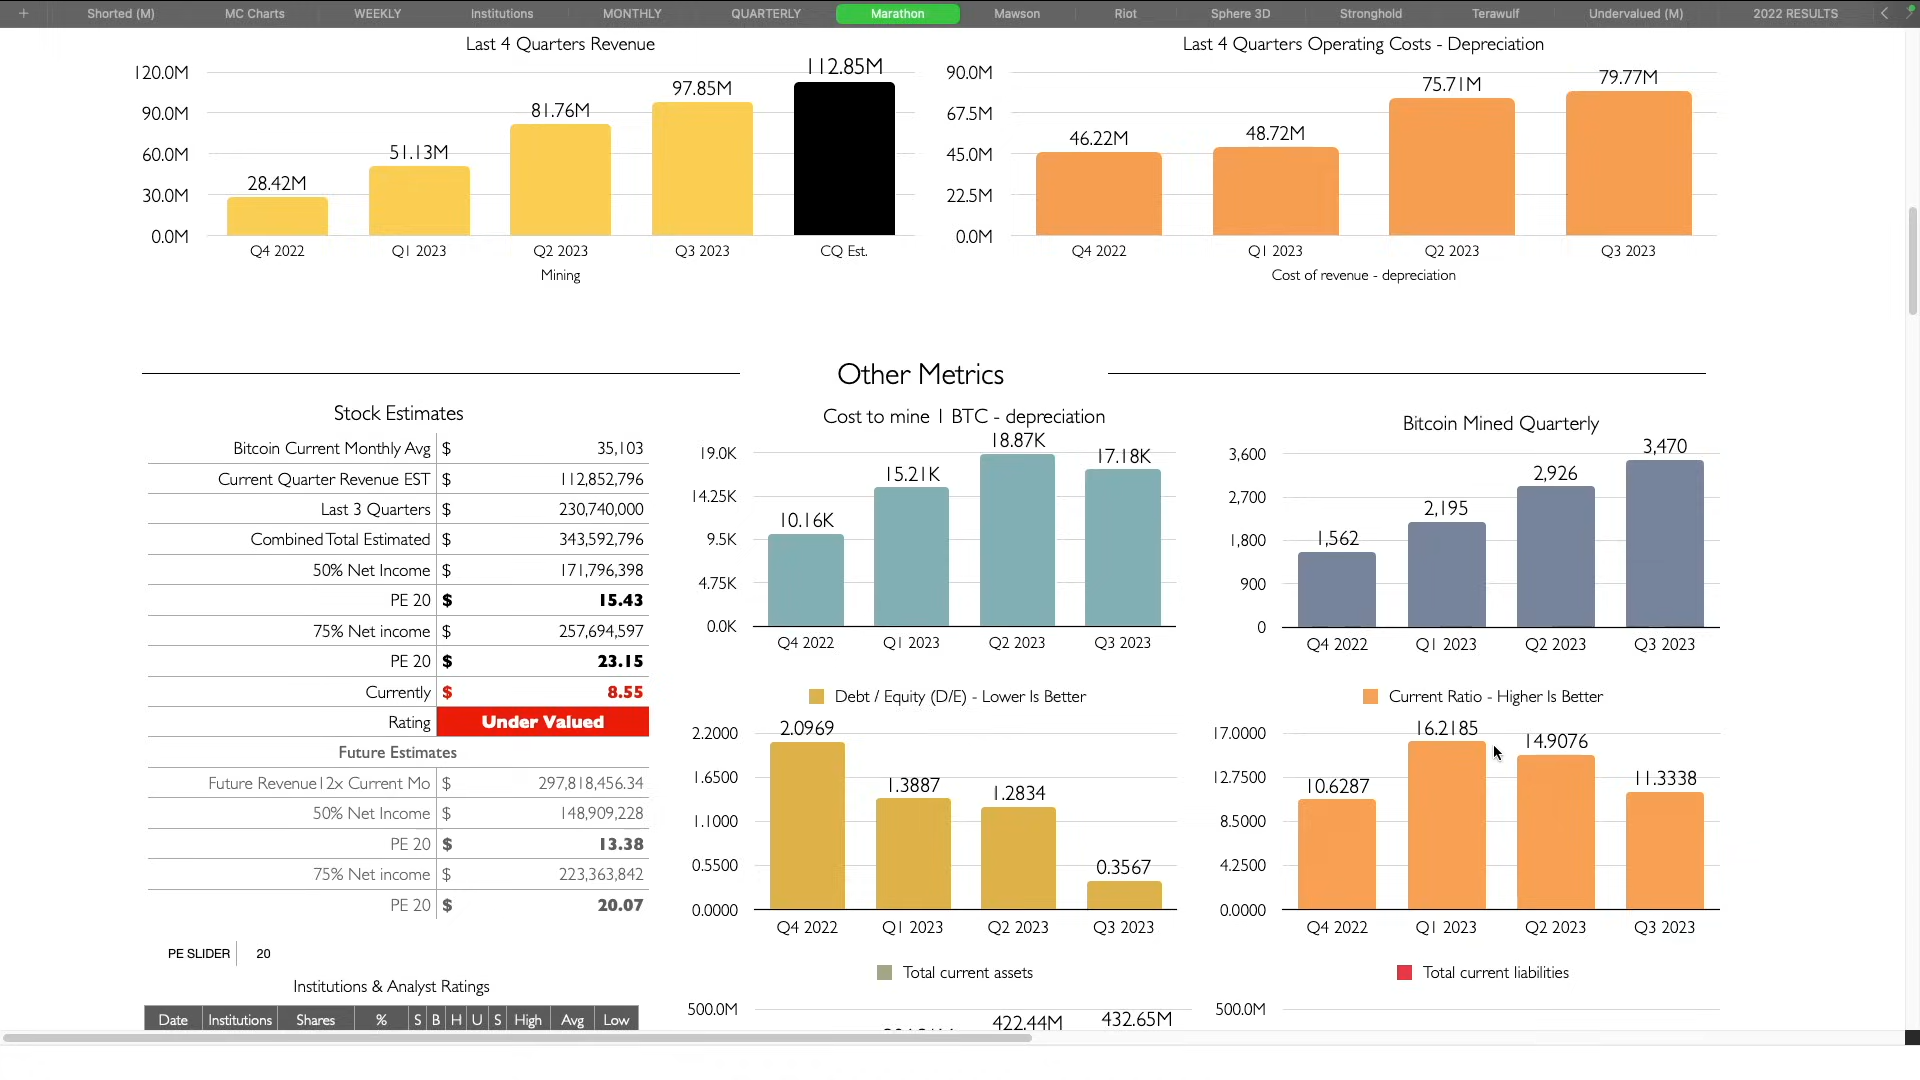 + Shorted (M) MC Charts WEEKLY Institutions MONTHLY QUARTERLY Marathon Mawson Riot Sphere 3D Stronghold Terawulf Undervalued (M) 2022 RESULTS
Last 4 Quarters Revenue
120.0M
90.0M
60.0M
30.0M
0.0M
28.42M
51.13M
81.76M
97.85M
112.85M
Q4 2022 Q1 2023 Q2 2023 Q3 2023 CQ Est.
Mining
Last 4 Quarters Operating Costs - Depreciation
90.0M
67.5M
45.0M
22.5M
0.0M
46.22M
48.72M
75.71M
79.77M
Q4 2022 Q1 2023 Q2 2023 Q3 2023
Cost of revenue - depreciation
Other Metrics
Stock Estimates
Bitcoin Current Monthly Avg $ 35,103
Current Quarter Revenue EST $ 112,852,796
Last 3 Quarters $ 230,740,000
Combined Total Estimated $ 343,592,796
50% Net Income $ 171,796,398
PE 20 $ 15.43
75% Net income $ 257,694,597
PE 20 $ 23.15
Currently $ 8.55
Rating Under Valued
Future Estimates
Future Revenue12x Current Mo $ 297,818,456.34
50% Net Income $ 148,909,228
PE 20 $ 13.38
75% Net income $ 223,363,842
PE 20 $ 20.07
PE SLIDER 20
Institutions & Analyst Ratings
Date Institutions Shares % S B H U S High Avg Low
Cost to mine 1 BTC - depreciation
19.0K
14.25K
9.5K
4.75K
0.0K
10.16K
15.21K
18.87K
17.18K
Q4 2022 Q1 2023 Q2 2023 Q3 2023
Bitcoin Mined Quarterly
3,600
2,700
1,800
900
0
1,562
2,195
2,926
3,470
Q4 2022 Q1 2023 Q2 2023 Q3 2023
Debt / Equity (D/E) - Lower Is Better
2.2000
1.6500
1.1000
0.5500
0.0000
2.0969
1.3887
1.2834
0.3567
Q4 2022 Q1 2023 Q2 2023 Q3 2023
Current Ratio - Higher Is Better
17.0000
12.7500
8.5000
4.2500
0.0000
10.6287
16.2185
14.9076
11.3338
Q4 2022 Q1 2023 Q2 2023 Q3 2023
Total current assets
500.0M
422.44M
432.65M
Total current liabilities
500.0M